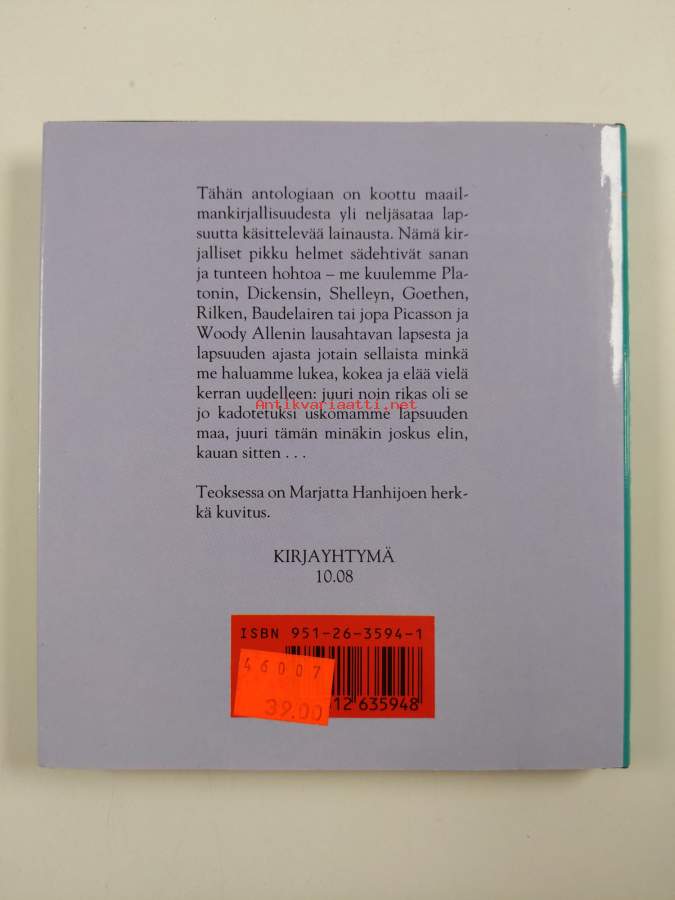 Tähän antologiaan on koottu maail-
mankirjallisuudesta yli neljäsataa lap-
suutta käsittelevää lainausta. Nämä kir-
jalliset pikku helmet sädehtivät sanan
ja tunteen hohtoa – me kuulemme Pla-
tonin, Dickensin, Shelleyn, Goethen,
Rilken, Baudelairen tai jopa Picasson ja
Woody Allenin lausahtavan lapsesta ja
lapsuuden ajasta jotain sellaista minkä
me haluamme lukea, kokea ja elää vielä
kerran uudelleen: juuri noin rikas oli se
Antikvariaatti.net
jo kadotetuksi uskomamme lapsuuden
maa, juuri tämän minäkin joskus elin,
kauan sitten . . .
Teoksessa on Marjatta Hanhijoen herk-
kä kuvitus.
KIRJAYHTYMÄ
10.08
ISBN 951-26-3594-1
46007
39.00
12 635948